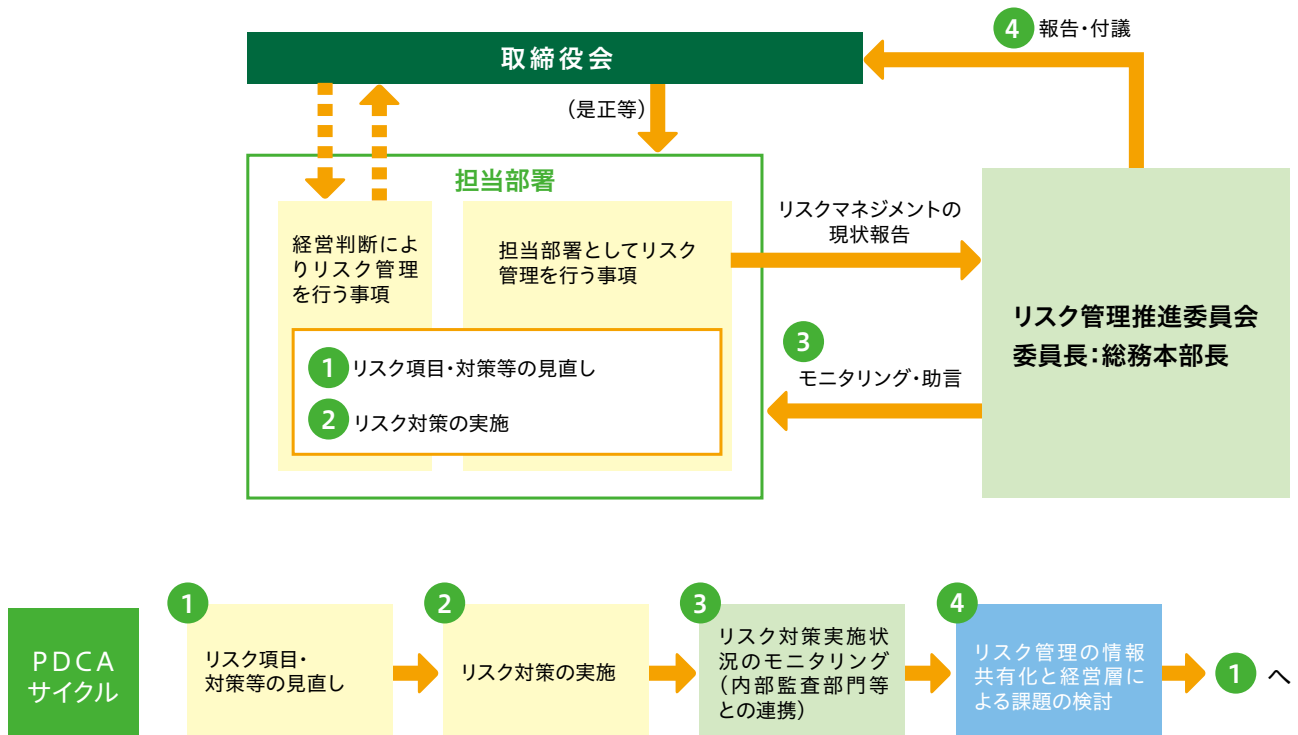 4 報告・付議
取締役会
（是正等）
担当部署
経営判断によ
りリスク管理
を行う事項
担当部署としてリスク
管理を行う事項
リスクマネジメントの
現状報告
リスク管理推進委員会
委員長：総務本部長
1 リスク項目・対策等の見直し
2 リスク対策の実施
3
モニタリング・助言
PDCA
サイクル
1
リスク項目・
対策等の見直し
2
リスク対策の実施
3
リスク対策実施状
況のモニタリング
（内部監査部門等
との連携）
4
リスク管理の情報
共有化と経営層に
よる課題の検討
1 へ